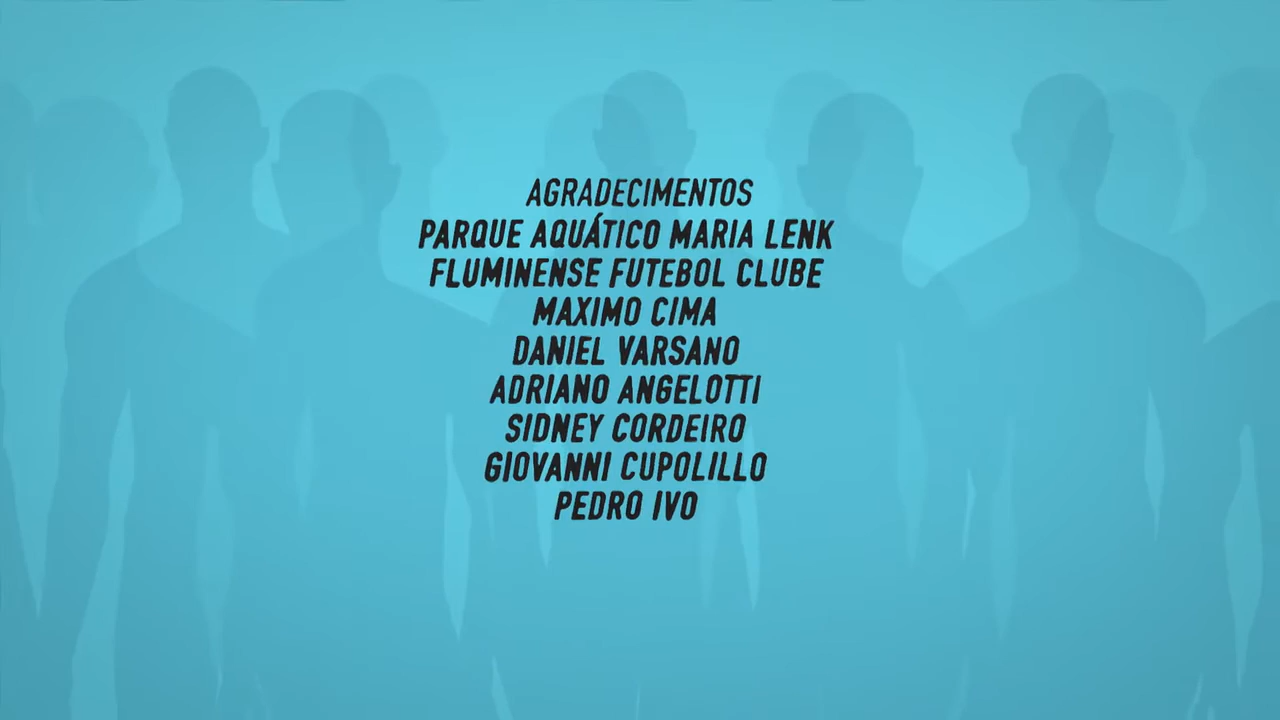 AGRADECIMENTOS
PARQUE AQUÁTICO MARIA LENK
FLUMINENSE FUTEBOL CLUBE
MAXIMO CIMA
DANIEL VARSANO
ADRIANO ANGELOTTI
SIDNEY CORDEIRO
GIOVANNI CUPOLILLO
PEDRO IVO